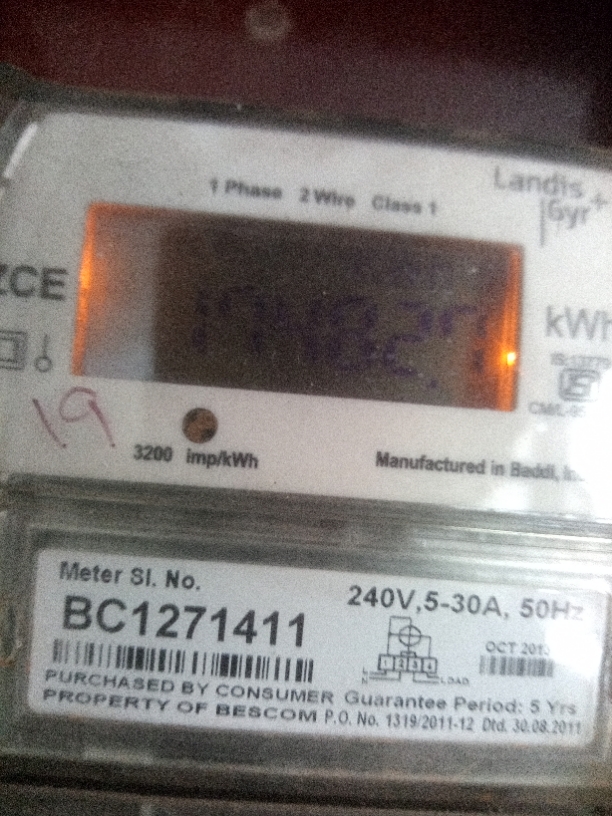 1 Phase 2 Wire Class 1
Landis +
Gyr
ZCE
kWh
19
3200 imp/kWh
Manufactured in Baddi,
Meter Sl. No.
BC1271411
240V,5-30A, 50Hz
LOAD
PURCHASED BY CONSUMER
PROPERTY OF BESCOM
Guarantee Period: 5 Yrs
P.O. No. 1319/2011-12 Dtd. 30.08.2011